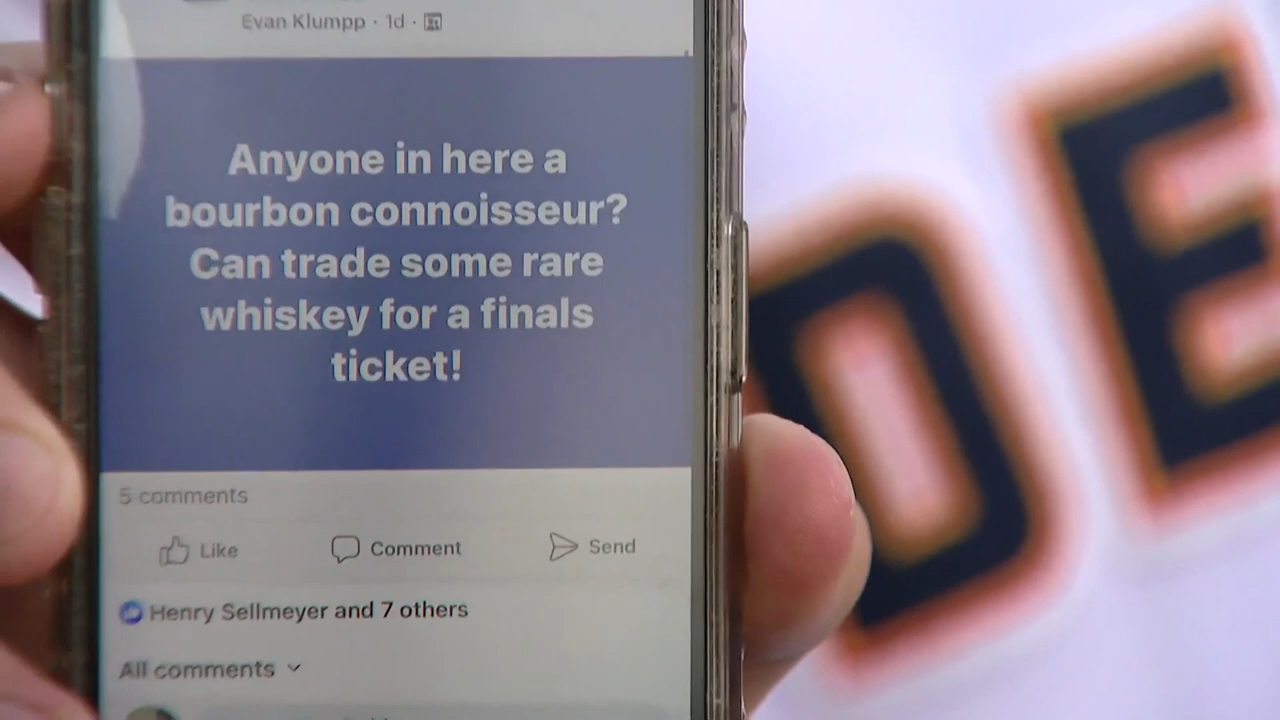 Evan Klumpp · 1d ·
Anyone in here a
bourbon connoisseur?
Can trade some rare
whiskey for a finals
ticket!
5 comments
Like Comment Send
Henry Sellmeyer and 7 others
All comments
DE